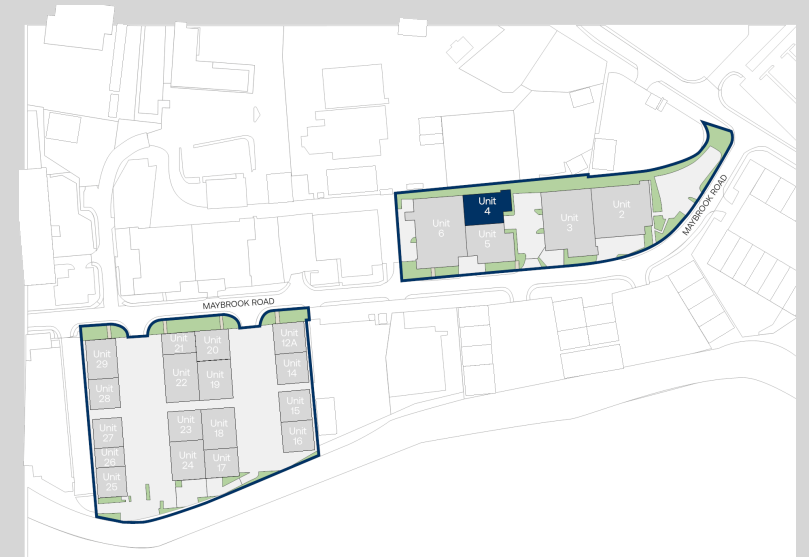 Unit
4
Unit
2
Unit
3
Unit
6
Unit
5
MAYBROOK ROAD
MAYBROOK ROAD
Unit
21
Unit
20
Unit
12A
Unit
29
Unit
22
Unit
19
Unit
14
Unit
28
Unit
15
Unit
27
Unit
23
Unit
18
Unit
16
Unit
26
Unit
24
Unit
17
Unit
25